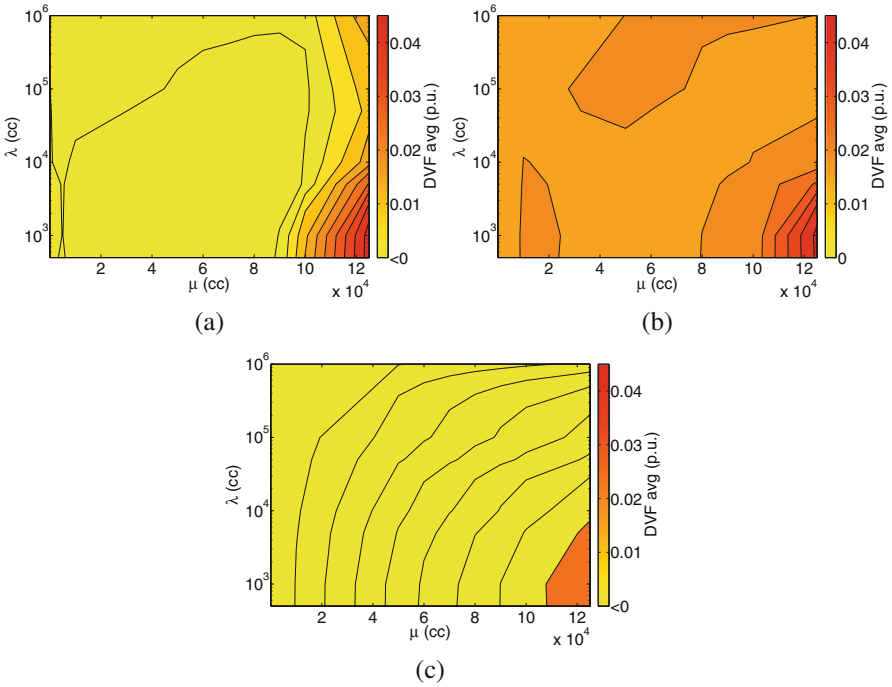 10^6
10^5
10^4
10^3
λ (cc)
2 4 6 8 10 12
μ (cc)
x 10^4
0.04
0.03
0.02
0.01
<0
DVF avg (p.u.)
(a)
10^6
10^5
10^4
10^3
λ (cc)
2 4 6 8 10 12
μ (cc)
x 10^4
0.04
0.03
0.02
0.01
0
DVF avg (p.u.)
(b)
10^6
10^5
10^4
10^3
λ (cc)
2 4 6 8 10 12
μ (cc)
x 10^4
0.04
0.03
0.02
0.01
<0
DVF avg (p.u.)
(c)